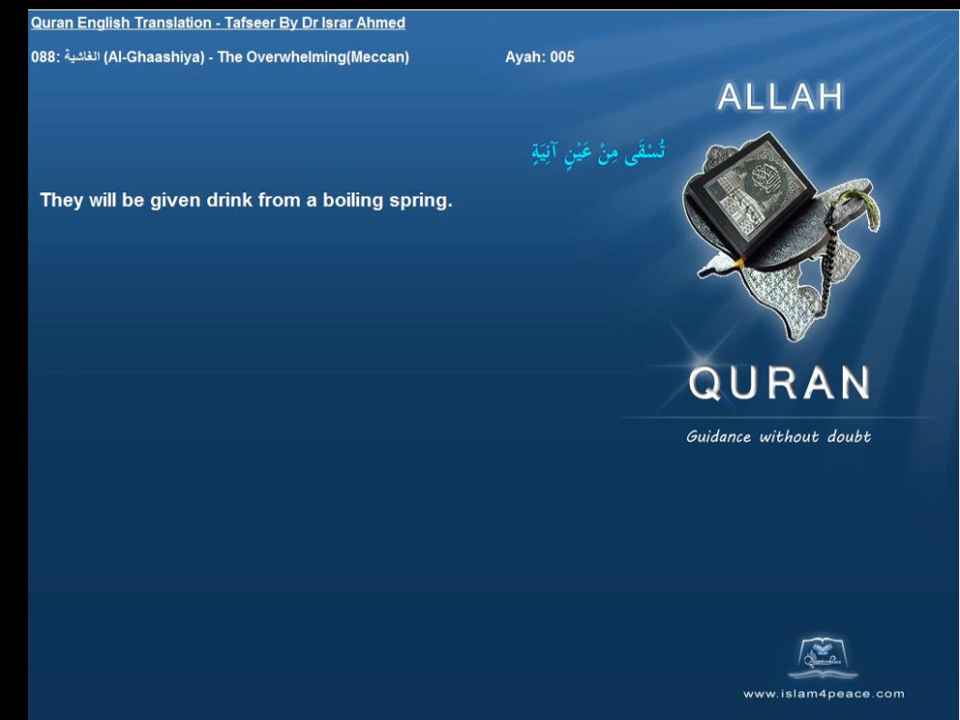 Quran English Translation - Tafseer By Dr Israr Ahmed
088: الغاشية (Al-Ghaashiya) - The Overwhelming(Meccan) Ayah: 005
ALLAH
تُسْقَى مِنْ عَيْنٍ آنِيَةٍ
They will be given drink from a boiling spring.
QURAN
Guidance without doubt
www.islam4peace.com